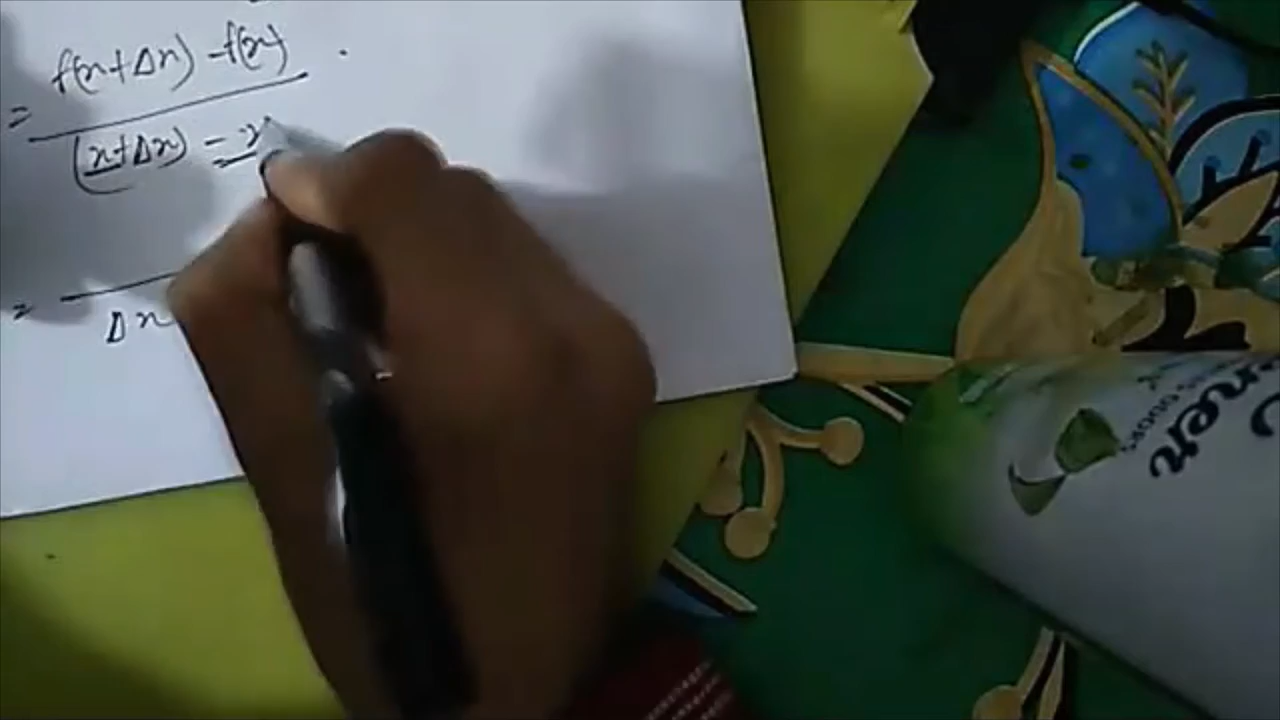 = f(x+Δx) - f(x)
(x+Δx) - x
= Δx